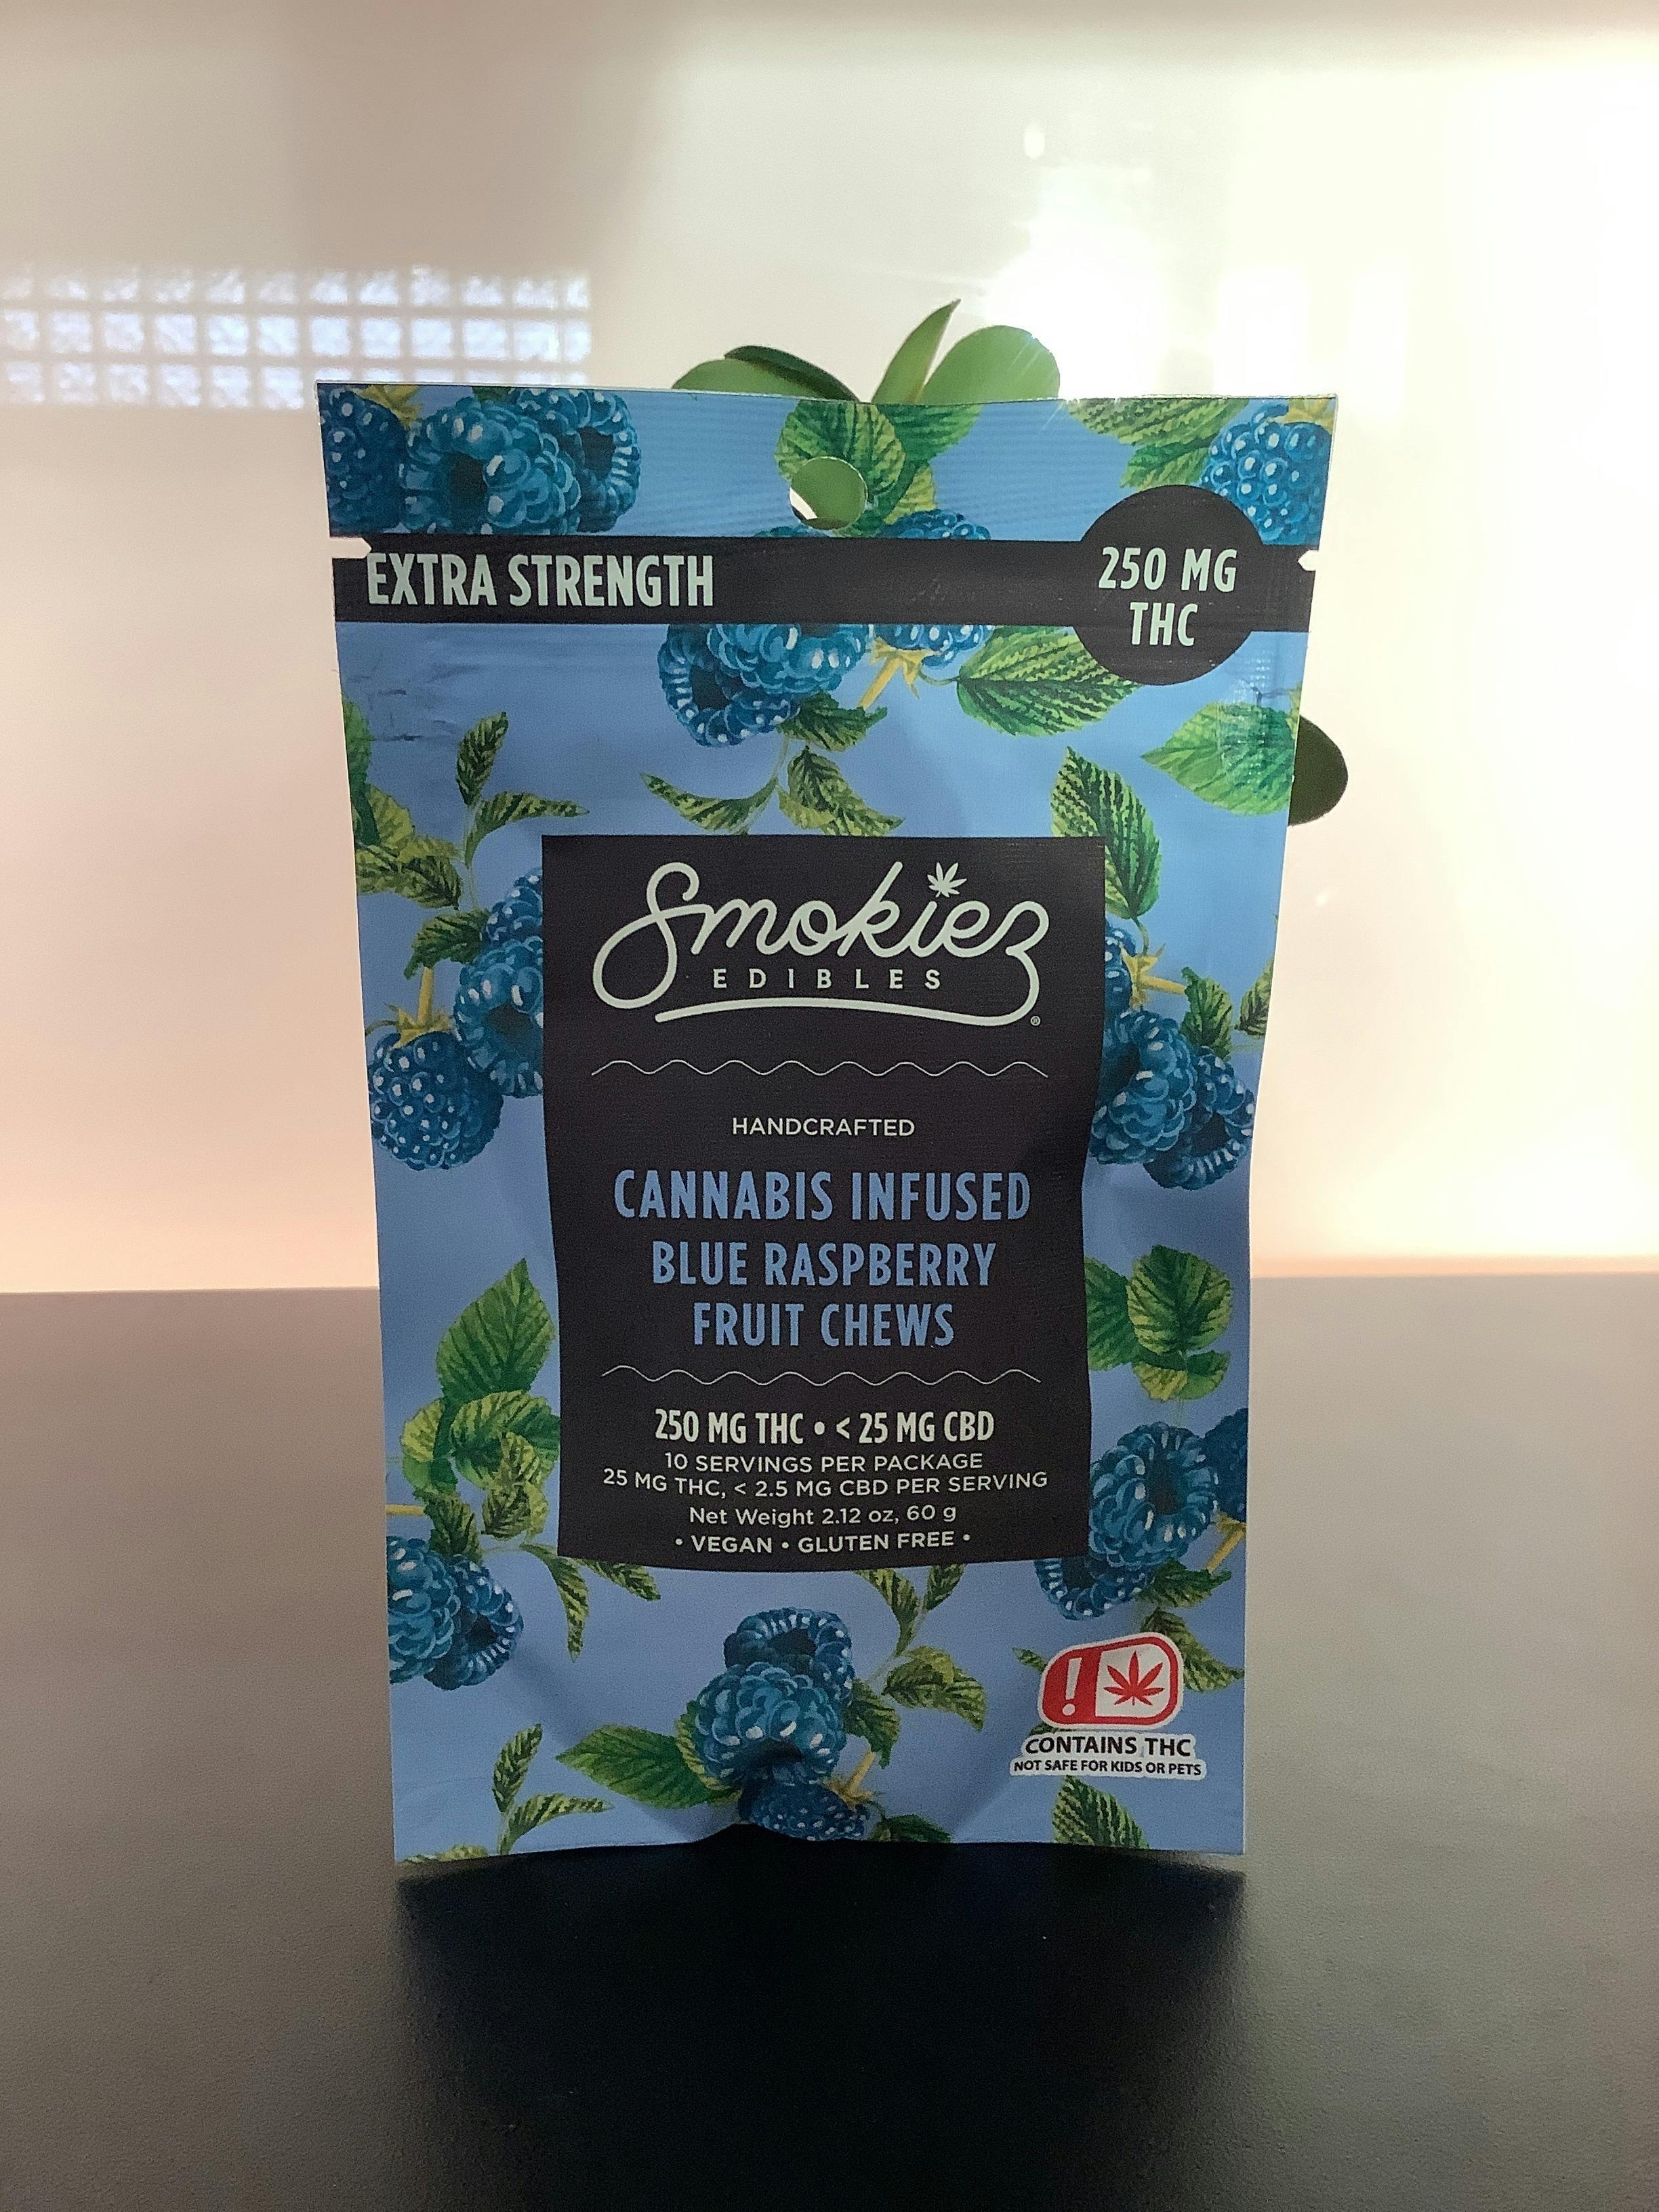 EXTRA STRENGTH
250 MG
THC
Smokiez
EDIBLES
®
HANDCRAFTED
CANNABIS INFUSED
BLUE RASPBERRY
FRUIT CHEWS
250 MG THC • < 25 MG CBD
10 SERVINGS PER PACKAGE
25 MG THC, < 2.5 MG CBD PER SERVING
Net Weight 2.12 oz, 60 g
• VEGAN • GLUTEN FREE •
!
CONTAINS THC
NOT SAFE FOR KIDS OR PETS